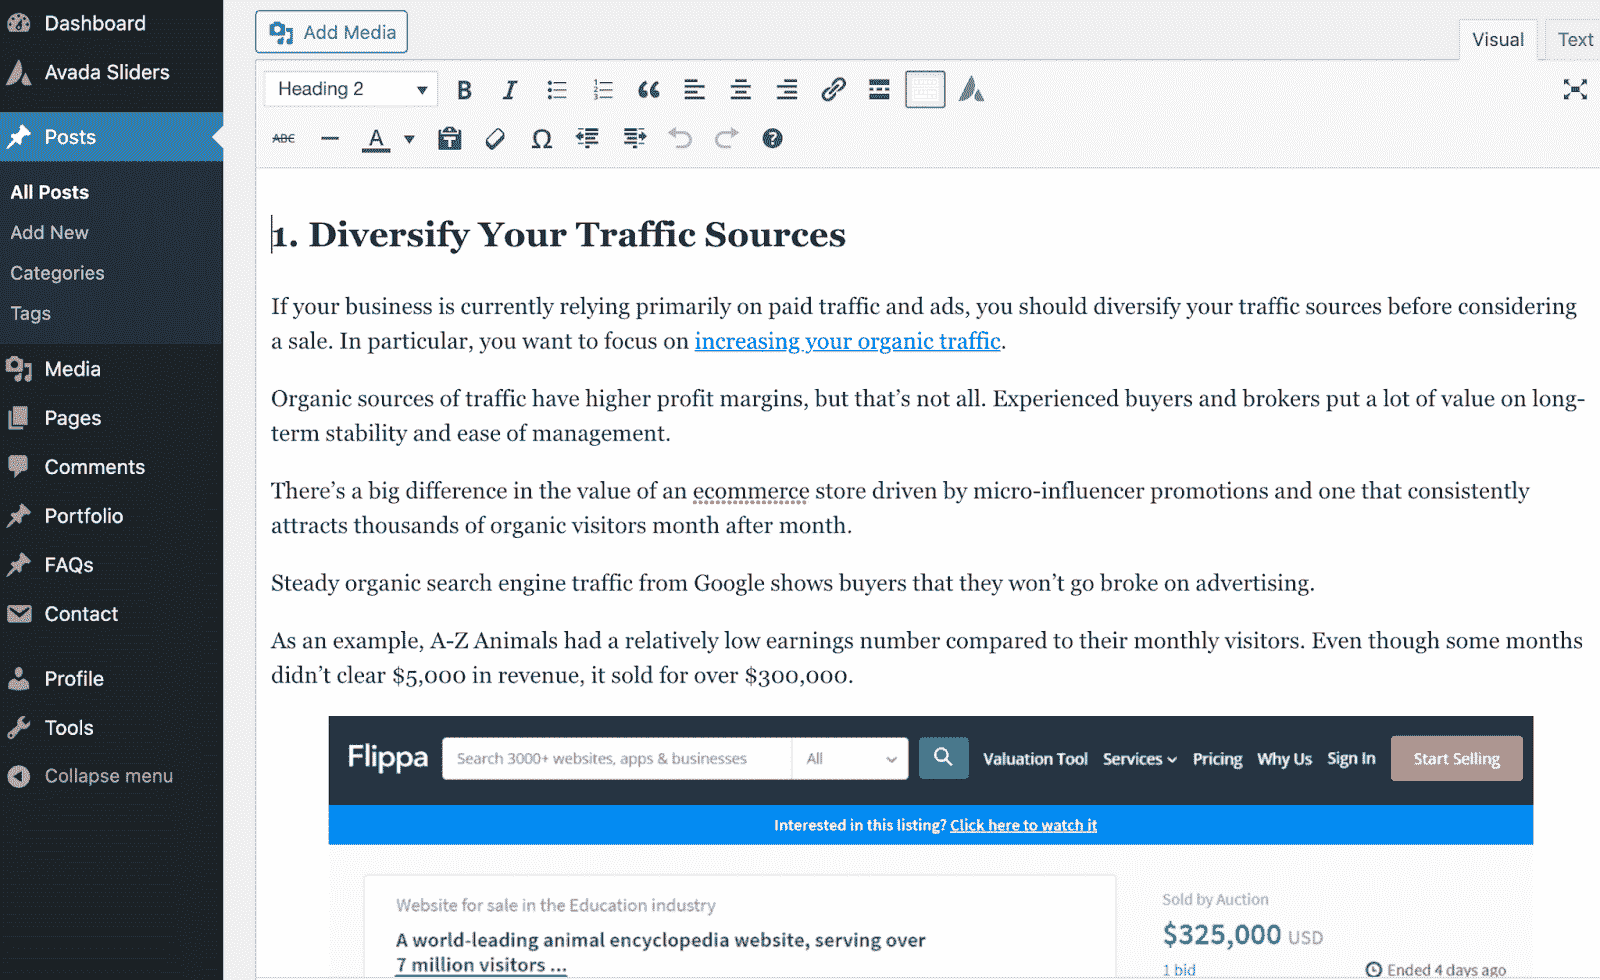 Dashboard
Avada Sliders
Posts
All Posts
Add New
Categories
Tags
Media
Pages
Comments
Portfolio
FAQs
Contact
Profile
Tools
Collapse menu
Add Media
Visual
Text
Heading 2
B
I
ABC
A
T
Ω
?
1. Diversify Your Traffic Sources
If your business is currently relying primarily on paid traffic and ads, you should diversify your traffic sources before considering
a sale. In particular, you want to focus on increasing your organic traffic.
Organic sources of traffic have higher profit margins, but that’s not all. Experienced buyers and brokers put a lot of value on long-
term stability and ease of management.
There’s a big difference in the value of an ecommerce store driven by micro-influencer promotions and one that consistently
attracts thousands of organic visitors month after month.
Steady organic search engine traffic from Google shows buyers that they won’t go broke on advertising.
As an example, A-Z Animals had a relatively low earnings number compared to their monthly visitors. Even though some months
didn’t clear $5,000 in revenue, it sold for over $300,000.
Flippa
Search 3000+ websites, apps & businesses
All
Valuation Tool
Services
Pricing
Why Us
Sign In
Start Selling
Interested in this listing? Click here to watch it
Website for sale in the Education industry
A world-leading animal encyclopedia website, serving over
7 million visitors ...
Sold by Auction
$325,000 USD
1 bid
Ended 4 days ago